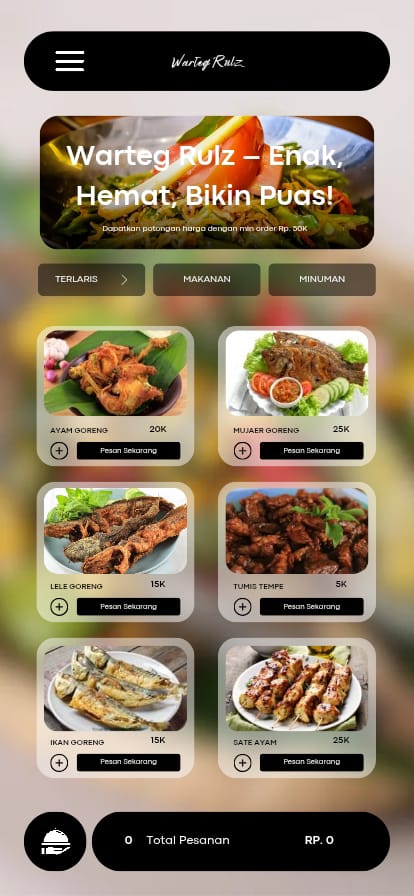 Warteg Rulz
Warteg Rulz – Enak,
Hemat, Bikin Puas!
Dapatkan potongan harga dengan min order Rp. 50K
TERLARIS
MAKANAN
MINUMAN
AYAM GORENG 20K
Pesan Sekarang
MUJAER GORENG 25K
Pesan Sekarang
LELE GORENG 15K
Pesan Sekarang
TUMIS TEMPE 5K
Pesan Sekarang
IKAN GORENG 15K
Pesan Sekarang
SATE AYAM 25K
Pesan Sekarang
0 Total Pesanan RP. 0